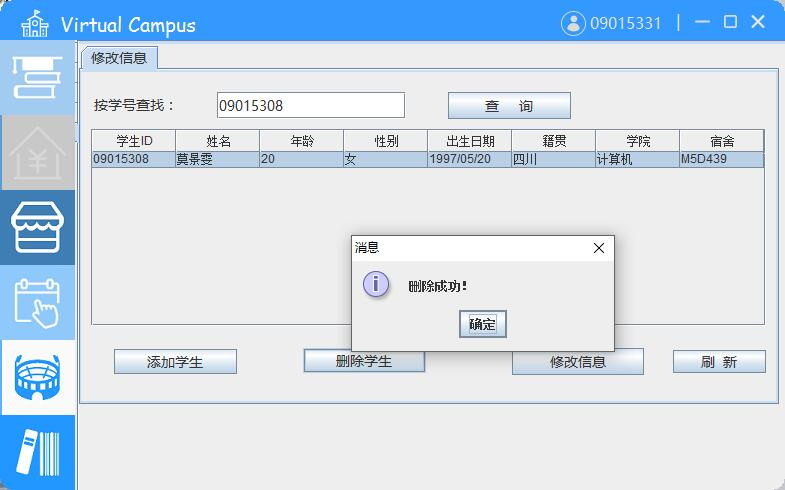 Virtual Campus
09015331
修改信息
按学号查找：
09015308
查 询
学生ID 姓名 年龄 性别 出生日期 籍贯 学院 宿舍
09015308 莫景雯 20 女 1997/05/20 四川 计算机 M5D439
消息
删除成功!
确定
添加学生
删除学生
修改信息
刷 新